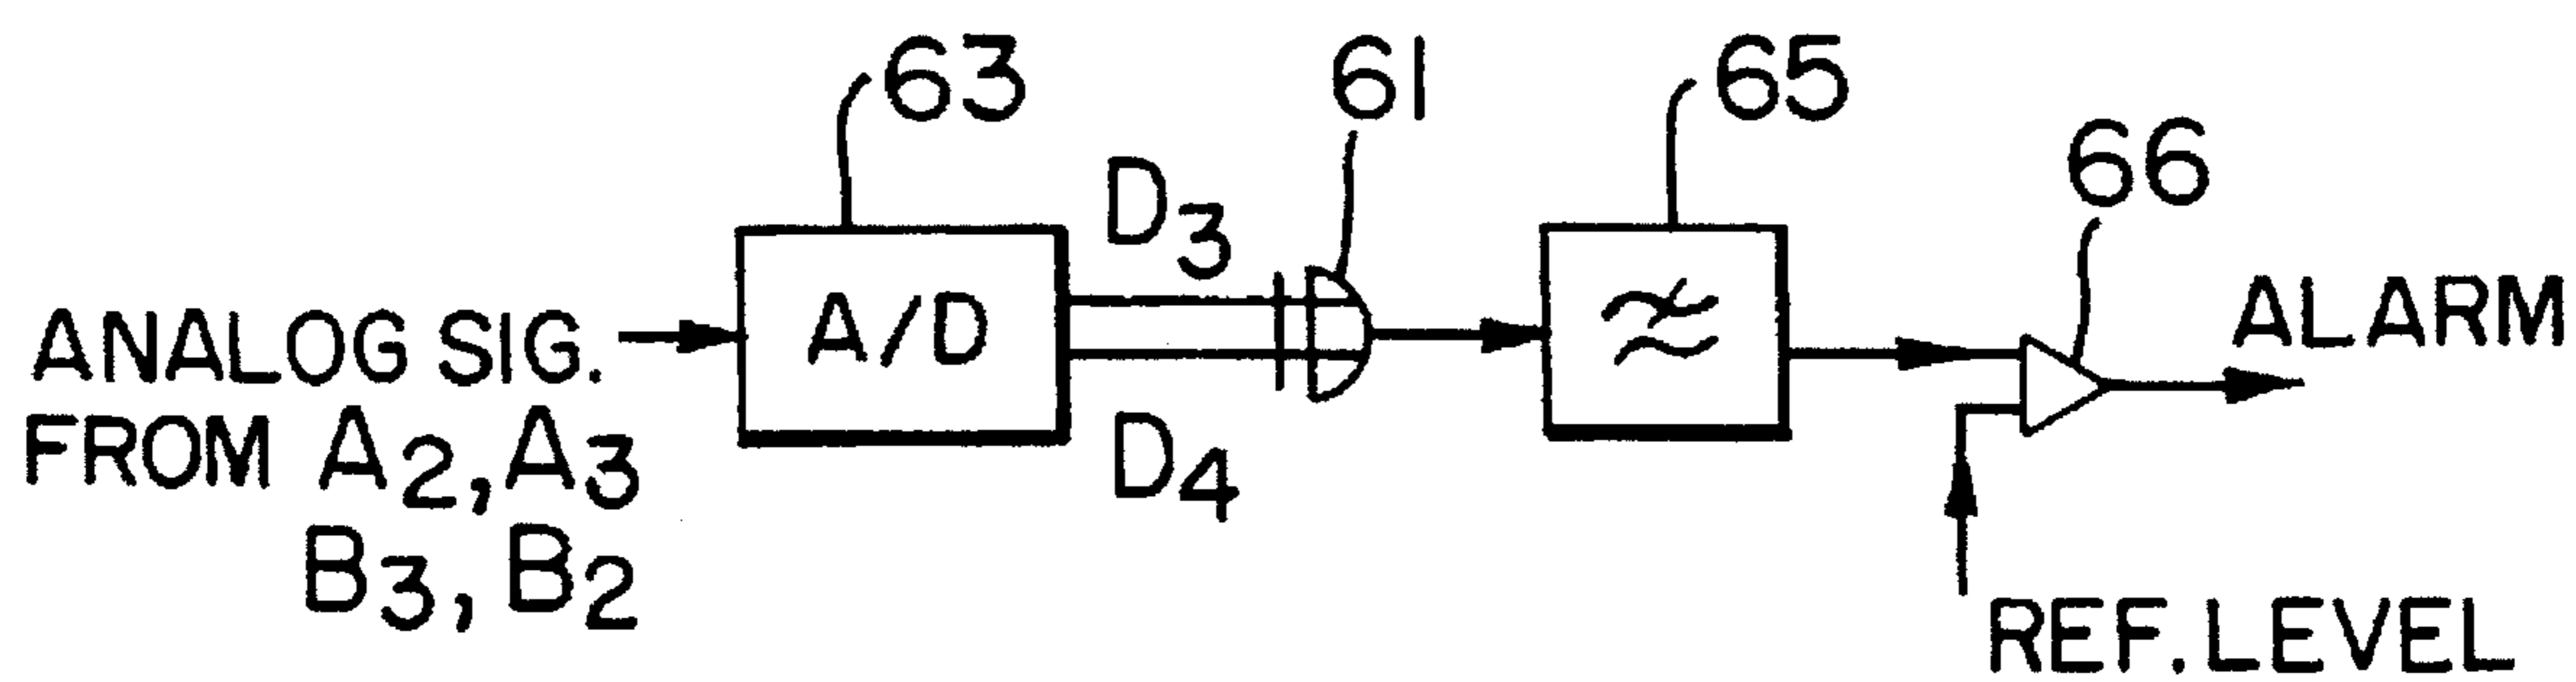 63
61
65
66
D3
A/D
ALARM
ANALOG SIG.
FROM A2, A3
B3, B2
D4
REF. LEVEL